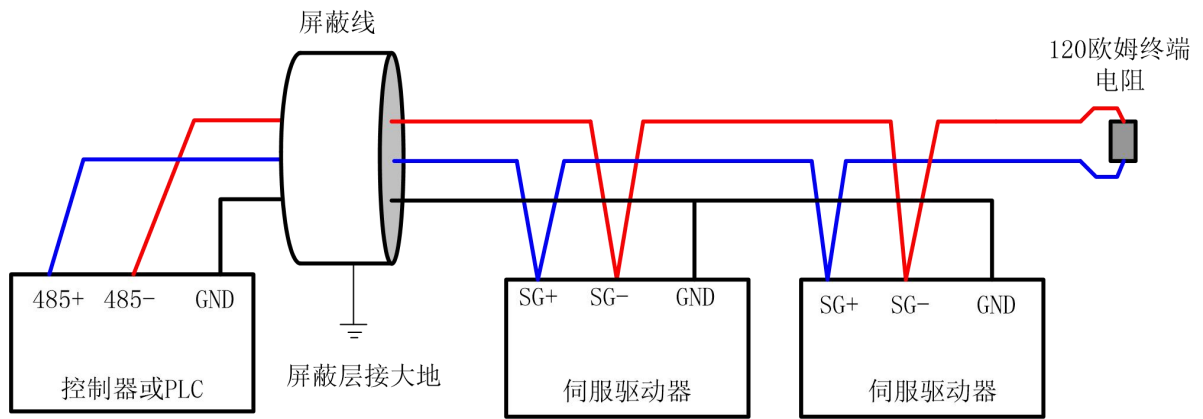 屏蔽线
120欧姆终端
电阻
485+ 485- GND
SG+ SG- GND
SG+ SG- GND
屏蔽层接大地
控制器或PLC
伺服驱动器
伺服驱动器